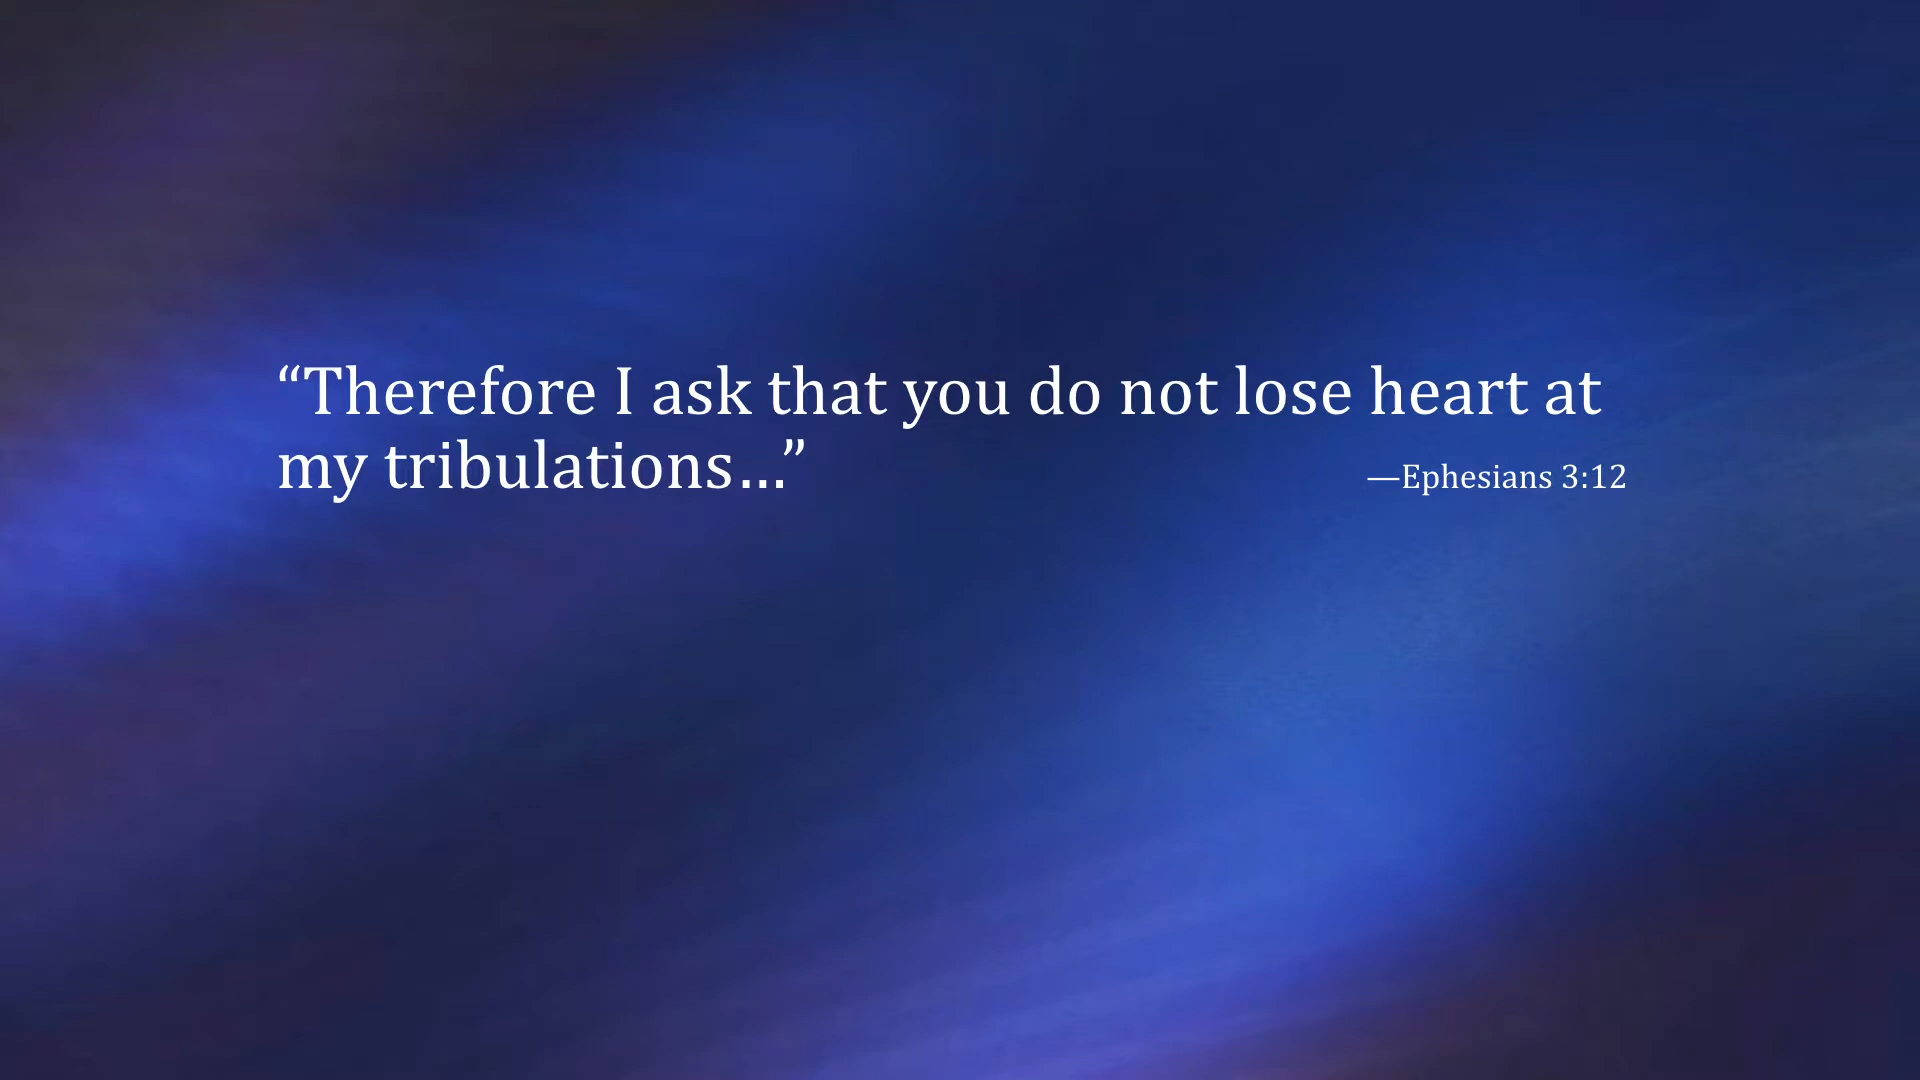 “Therefore I ask that you do not lose heart at
my tribulations…”
—Ephesians 3:12